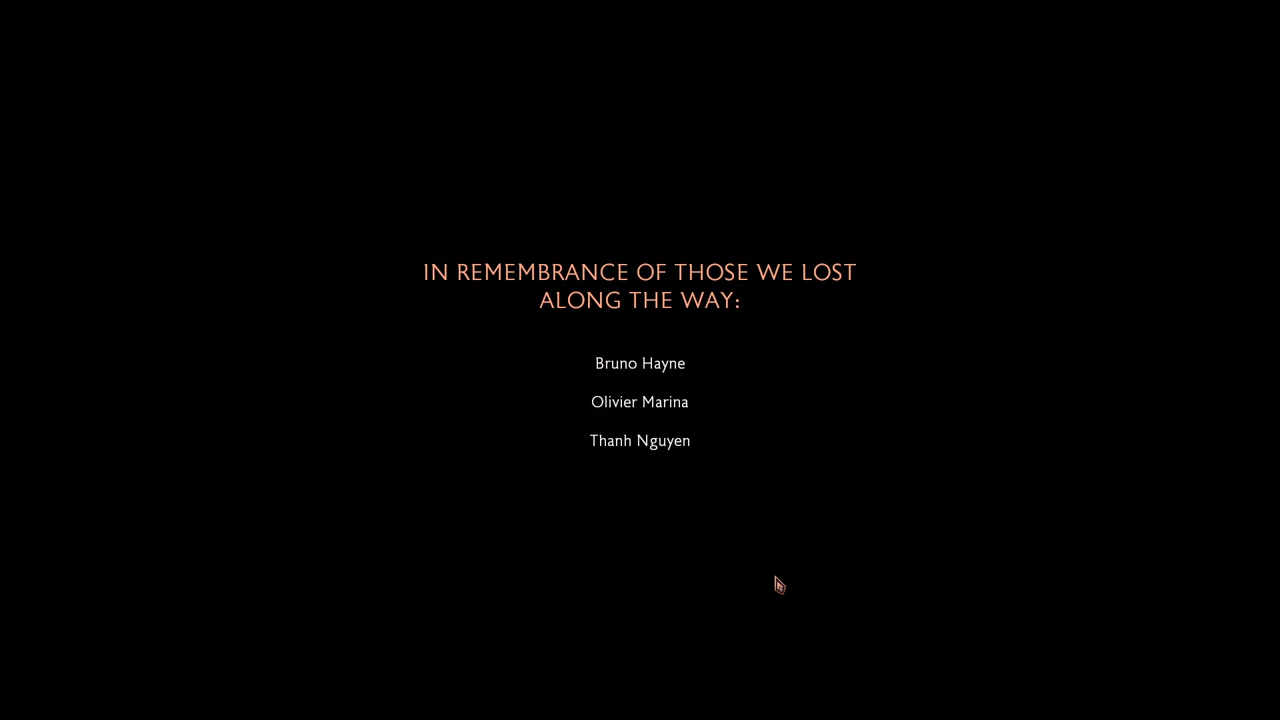 IN REMEMBRANCE OF THOSE WE LOST
ALONG THE WAY:
Bruno Hayne
Olivier Marina
Thanh Nguyen